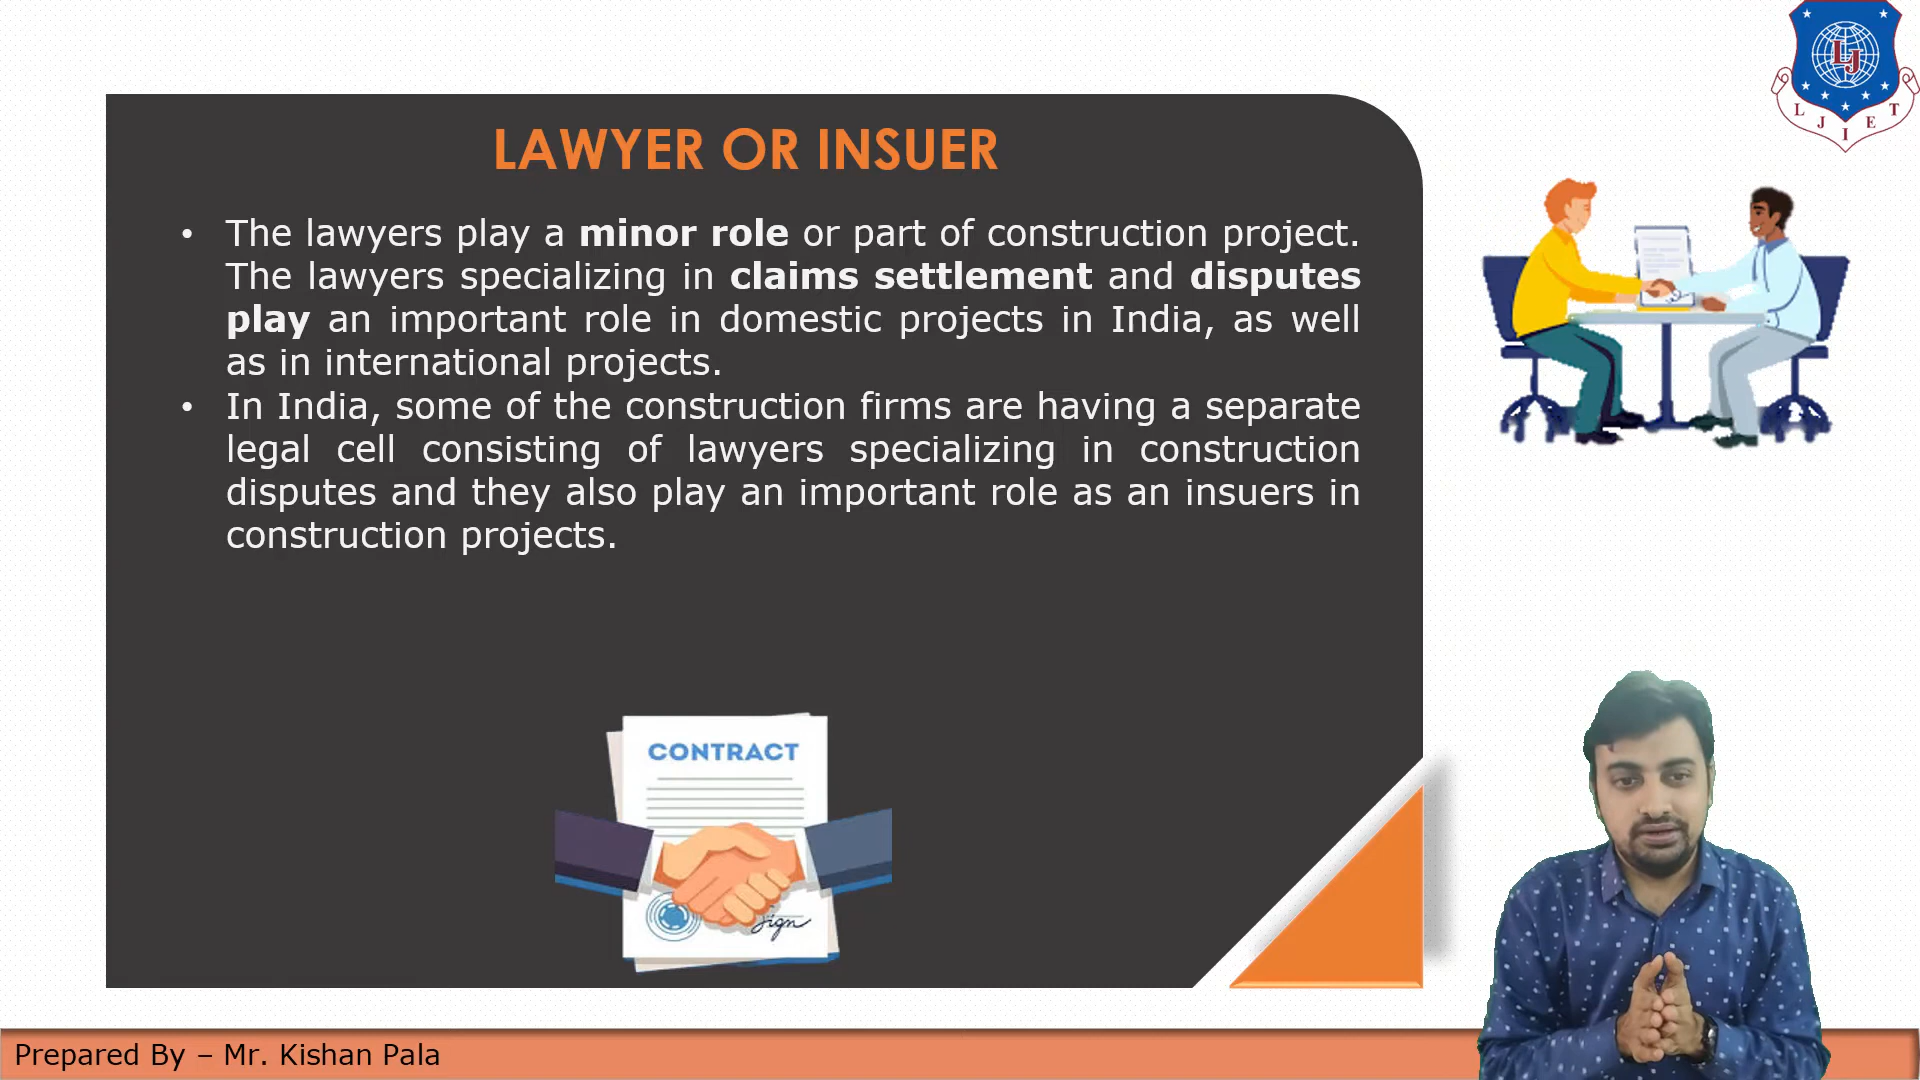 LAWYER OR INSUER
• The lawyers play a minor role or part of construction project.
The lawyers specializing in claims settlement and disputes
play an important role in domestic projects in India, as well
as in international projects.
• In India, some of the construction firms are having a separate
legal cell consisting of lawyers specializing in construction
disputes and they also play an important role as an insuers in
construction projects.
CONTRACT
Sign
LJ
L J I E T
Prepared By – Mr. Kishan Pala